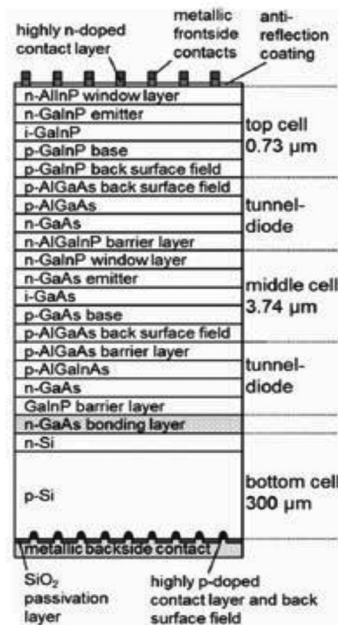 highly n-doped
contact layer
metallic
frontside
contacts
anti-
reflection
coating
n-AlInP window layer
n-GaInP emitter
i-GaInP
p-GaInP base
p-GaInP back surface field
p-AlGaAs back surface field
p-AlGaAs
n-GaAs
n-AlGaInP barrier layer
n-GaInP window layer
n-GaAs emitter
i-GaAs
p-GaAs base
p-AlGaAs back surface field
p-AlGaAs barrier layer
p-AlGaInAs
n-GaAs
GaInP barrier layer
n-GaAs bonding layer
n-Si
p-Si
metallic backside contact
top cell
0.73 µm
tunnel-
diode
middle cell
3.74 µm
tunnel-
diode
bottom cell
300 µm
SiO2
passivation
layer
highly p-doped
contact layer and back
surface field